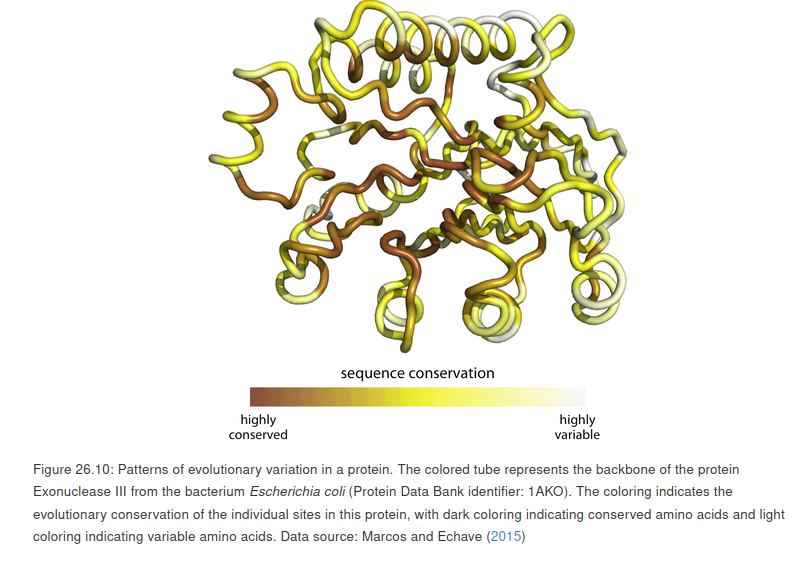 sequence conservation
highly conserved
highly variable
Figure 26.10: Patterns of evolutionary variation in a protein. The colored tube represents the backbone of the protein
Exonuclease III from the bacterium Escherichia coli (Protein Data Bank identifier: 1AKO). The coloring indicates the
evolutionary conservation of the individual sites in this protein, with dark coloring indicating conserved amino acids and light
coloring indicating variable amino acids. Data source: Marcos and Echave (2015)